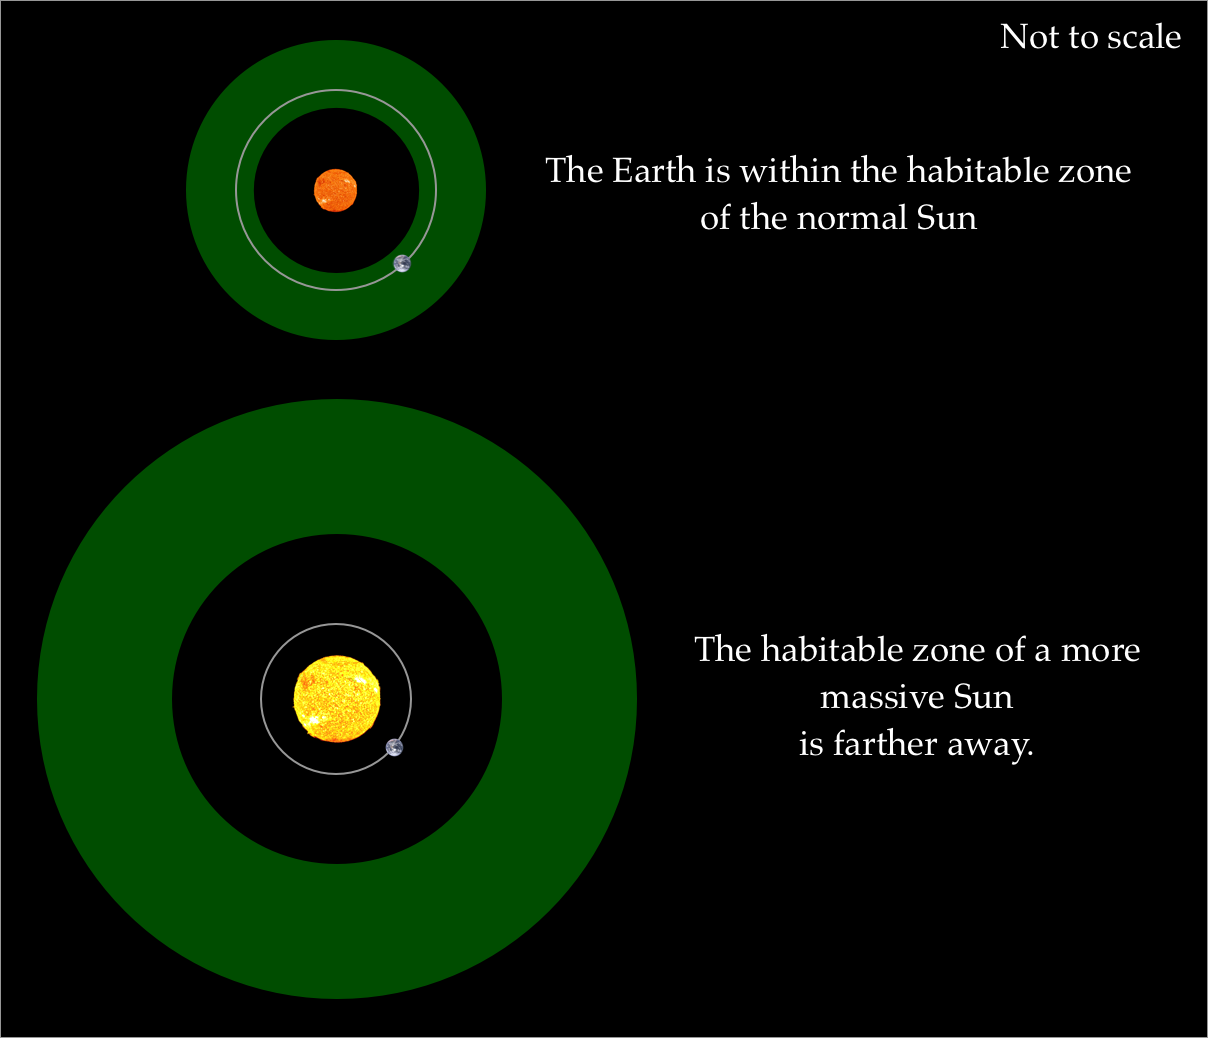 Not to scale
The Earth is within the habitable zone
of the normal Sun
The habitable zone of a more
massive Sun
is farther away.